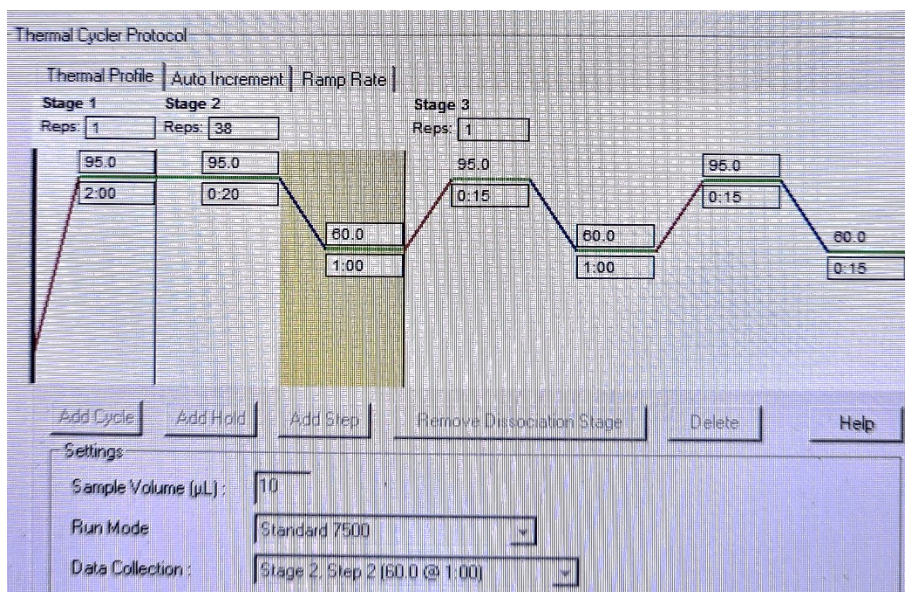 Thermal Cycler Protocol
Thermal Profile Auto Increment Ramp Rate
Stage 1 Stage 2 Stage 3
Reps: 1 Reps: 38 Reps: 1
95.0 95.0 95.0 95.0
2:00 0:20 0:15 0:15
60.0 60.0 60.0
1:00 1:00 0:15
Add Cycle Add Hold Add Step Remove Dissociation Stage Delete Help
Settings
Sample Volume (µL) : 10
Run Mode Standard 7500
Data Collection : Stage 2, Step 2 (60.0 @ 1:00)